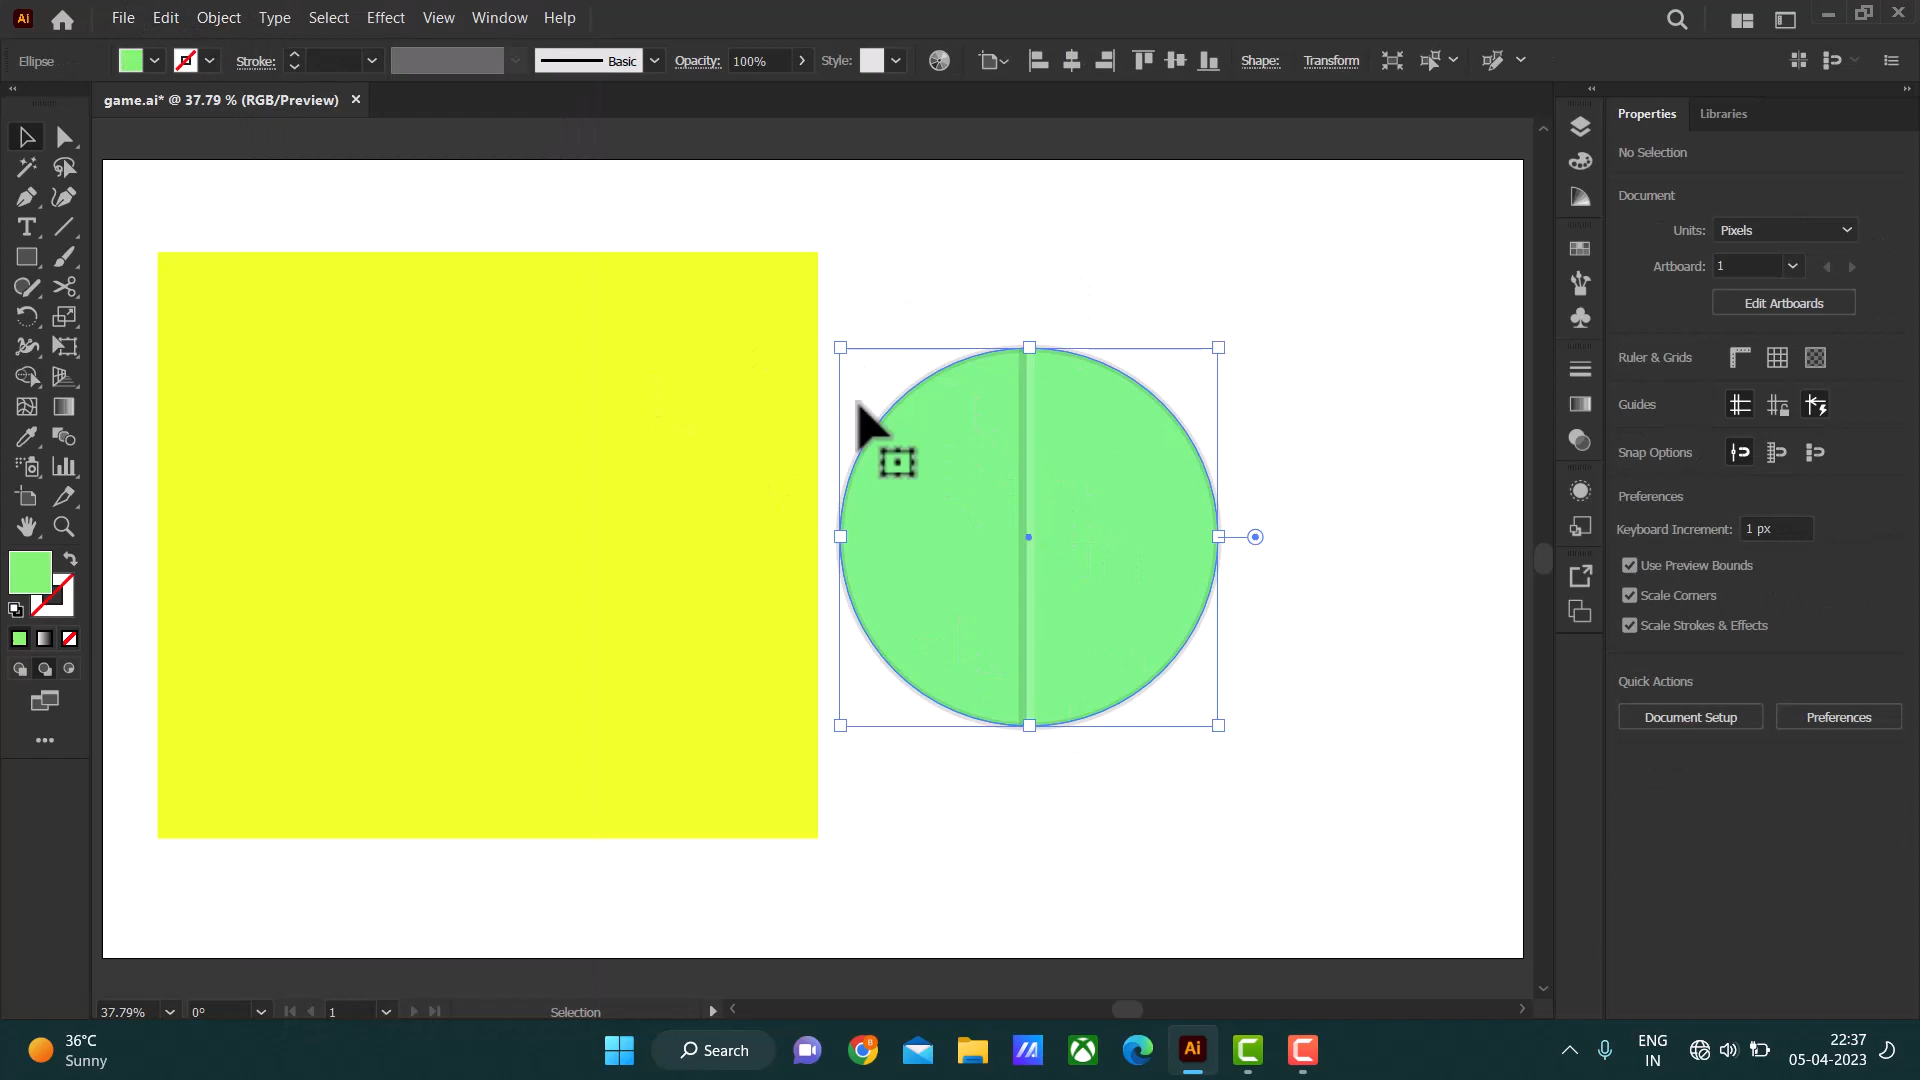 Ai File Edit Object Type Select Effect View Window Help
Ellipse Stroke: Basic Opacity: 100% Style: Shape: Transform
game.ai* @ 37.79 % (RGB/Preview)
Properties Libraries
No Selection
Document
Units: Pixels
Artboard: 1
Edit Artboards
Ruler & Grids
Guides
Snap Options
Preferences
Keyboard Increment: 1 px
Use Preview Bounds
Scale Corners
Scale Strokes & Effects
Quick Actions
Document Setup Preferences
37.79% 0° 1 Selection
36°C
Sunny
Search
Ai
ENG
IN
22:37
05-04-2023